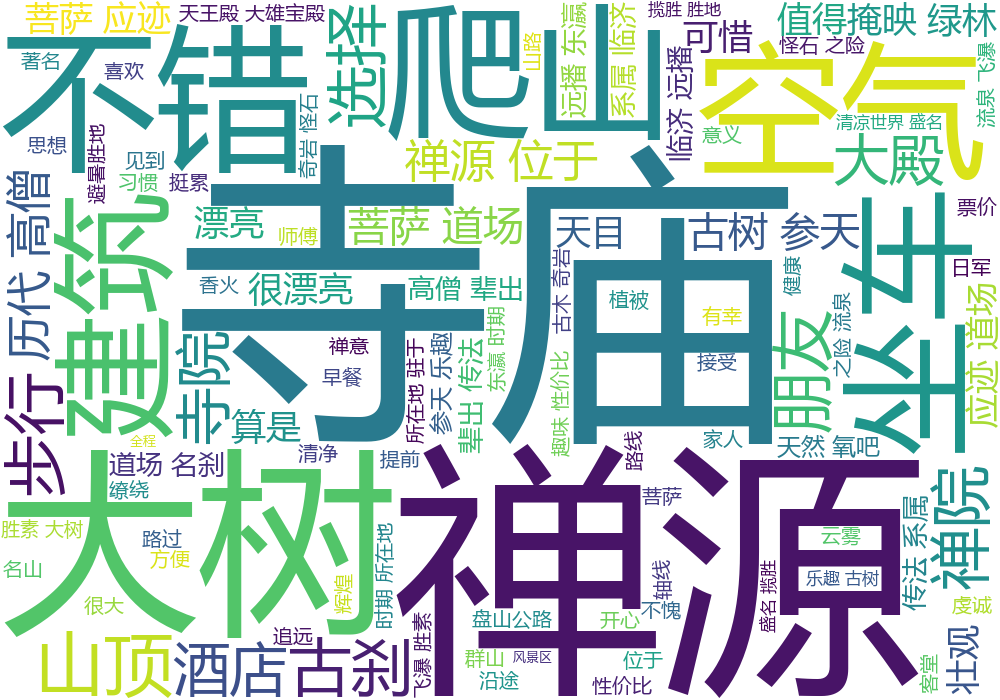 菩萨 应迹
天王殿 大雄宝殿
揽胜 胜地
值得掩映 绿林
著名
喜欢
不错
选择
爬山
山路
远播 东瀛
系属 临济
可惜
怪石 之险
空气
流泉 飞瀑
思想
避暑胜地
见到
习惯
挺累
奇岩 怪石
禅源 位于
临济 远播
意义
清凉世界 盛名
大殿
历代 高僧
建筑
漂亮
师傅
寺庙
菩萨 道场
天目
古树 参天
票价
坐车
日军
香火
很漂亮
高僧 辈出
东瀛 时期
古木 奇岩
植被
有幸
健康
朋友
之险 流泉
应迹 道场
步行
寺院
禅意
早餐
所在地 驻于
参天 乐趣
辈出 传法
趣味 性价比
接受
算是
全程
清净
提前
家人
路线
天然 氧吧
道场 名刹
缭绕
大树
禅源
菩萨
禅院
胜素 大树
路过
方便
时期 所在地
云雾
传法 系属
名山
辉煌
轴线
盛名 揽胜
乐趣 古树
很大
追远
飞瀑 胜素
盘山公路
不愧
开心
虔诚
山顶
酒店
古刹
群山
风景区
位于
沿途
性价比
客堂
壮观